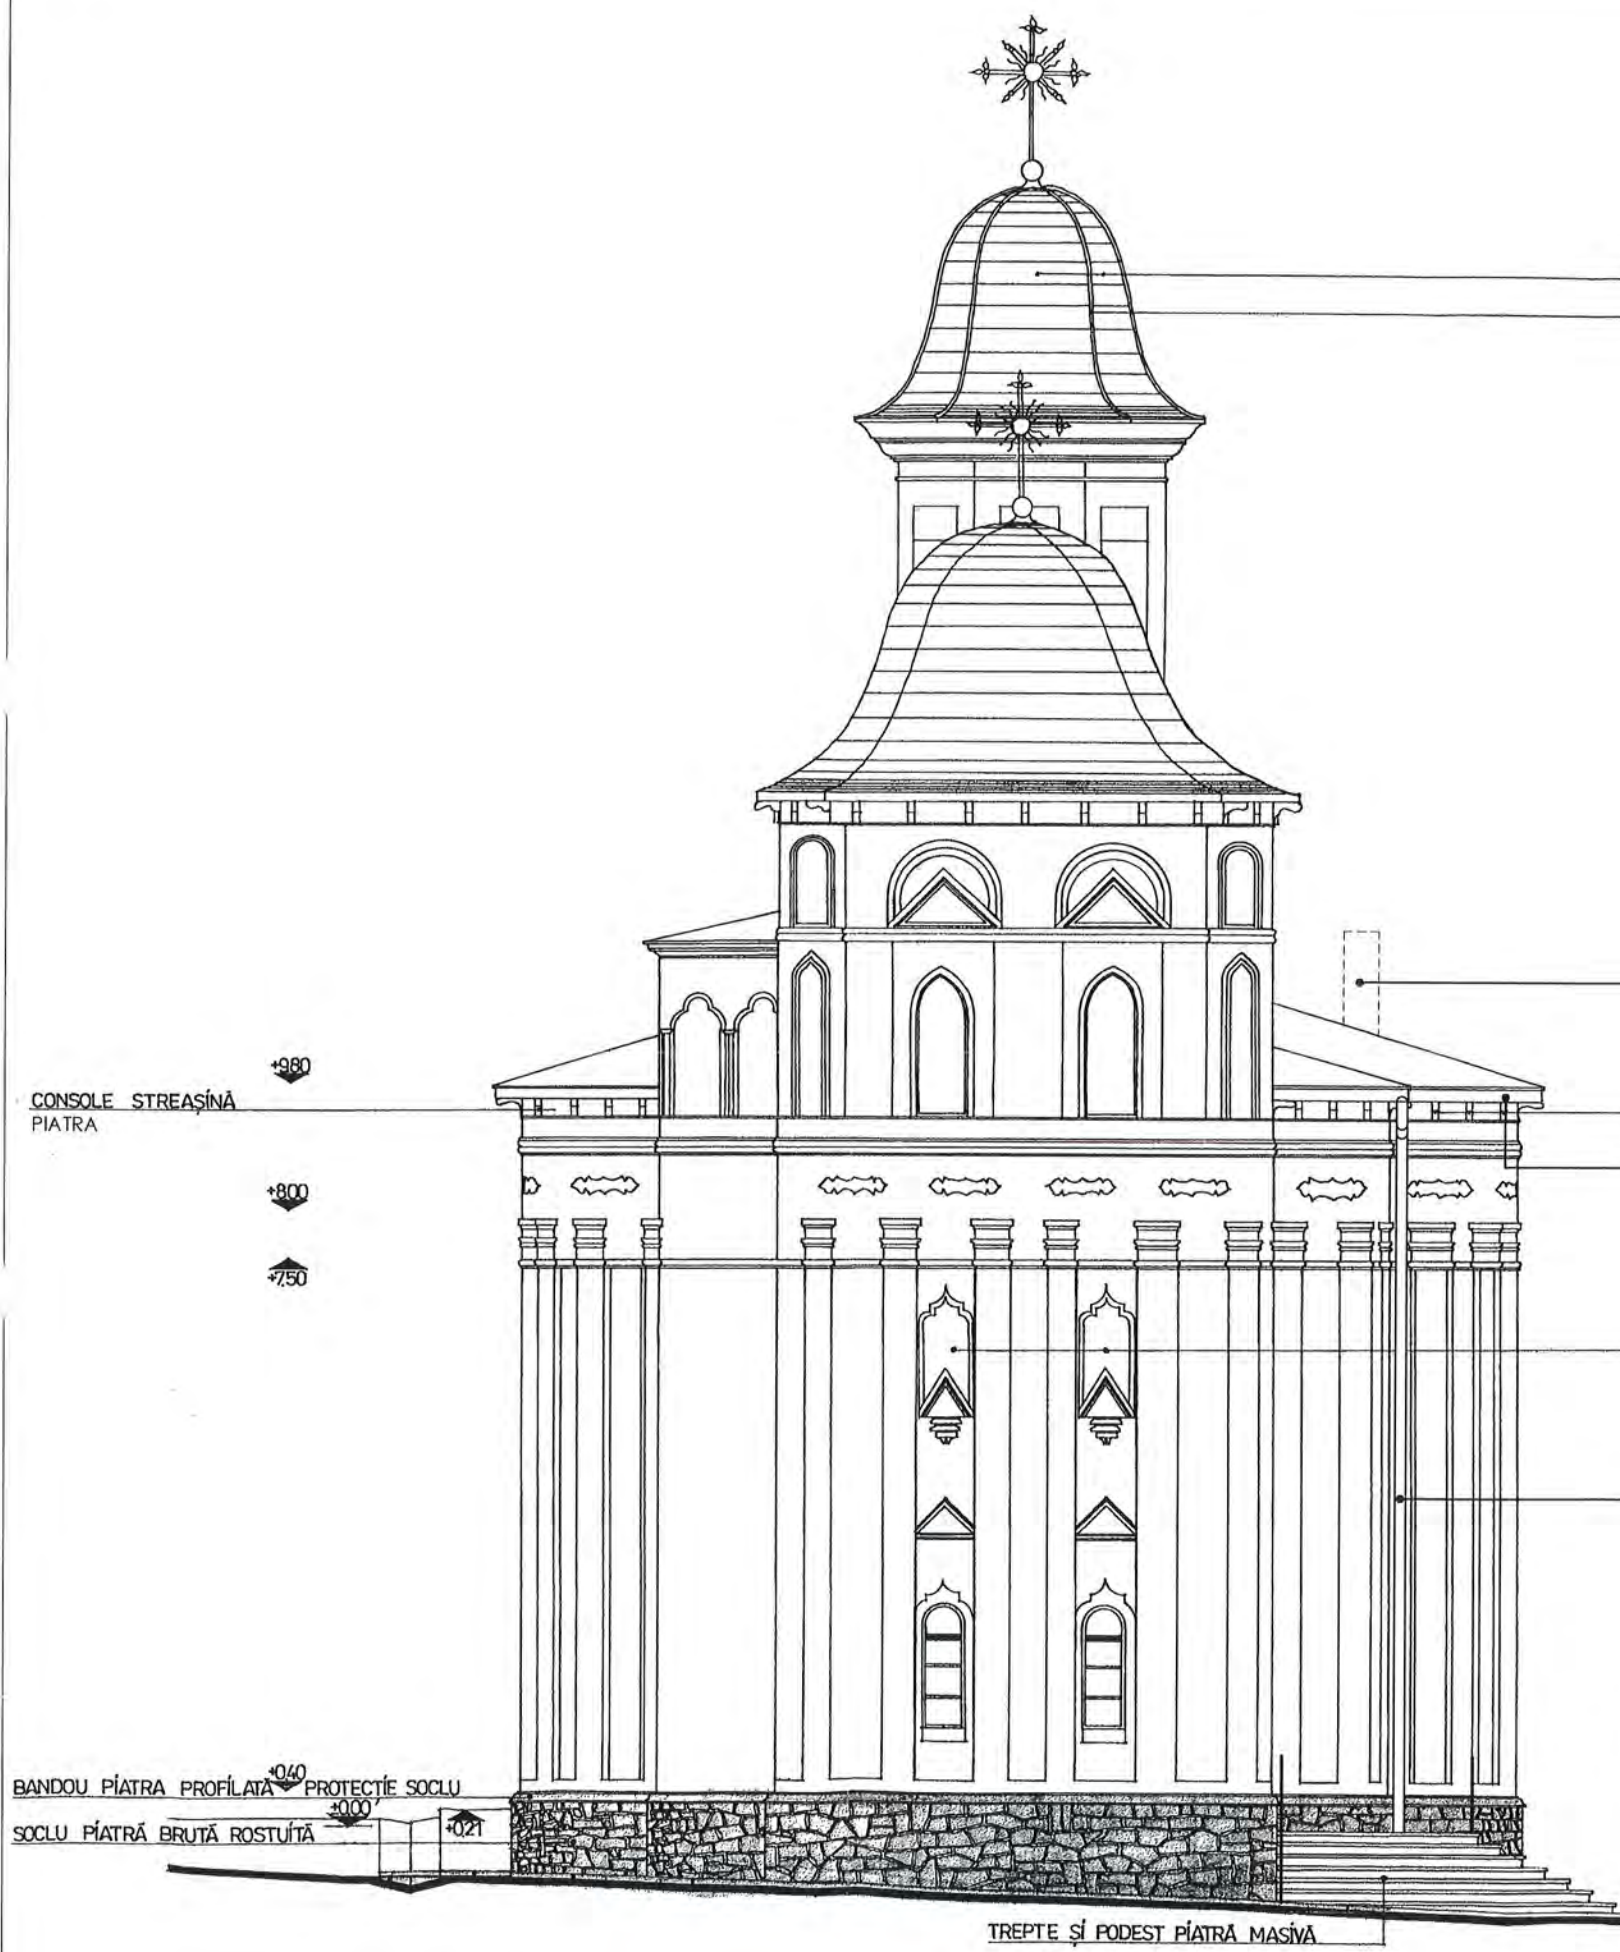 +9.80
CONSOLE STREAȘINĂ
PIATRA
+8.00
+7.50
+0.40
BANDOU PIATRA PROFILATĂ PROTECȚIE SOCLU
±0.00
SOCLU PIATRĂ BRUTĂ ROSTUITĂ
+0.21
TREPTE ȘI PODEST PIATRĂ MASIVĂ